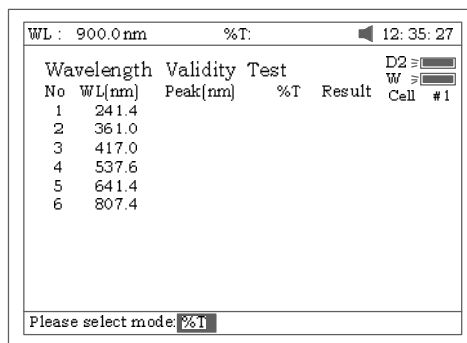 WL : 900.0 nm %T: 12: 35: 27
Wavelength Validity Test D2
No WL(nm) Peak(nm) %T Result W
1 241.4 Cell #1
2 361.0
3 417.0
4 537.6
5 641.4
6 807.4
Please select mode: %T